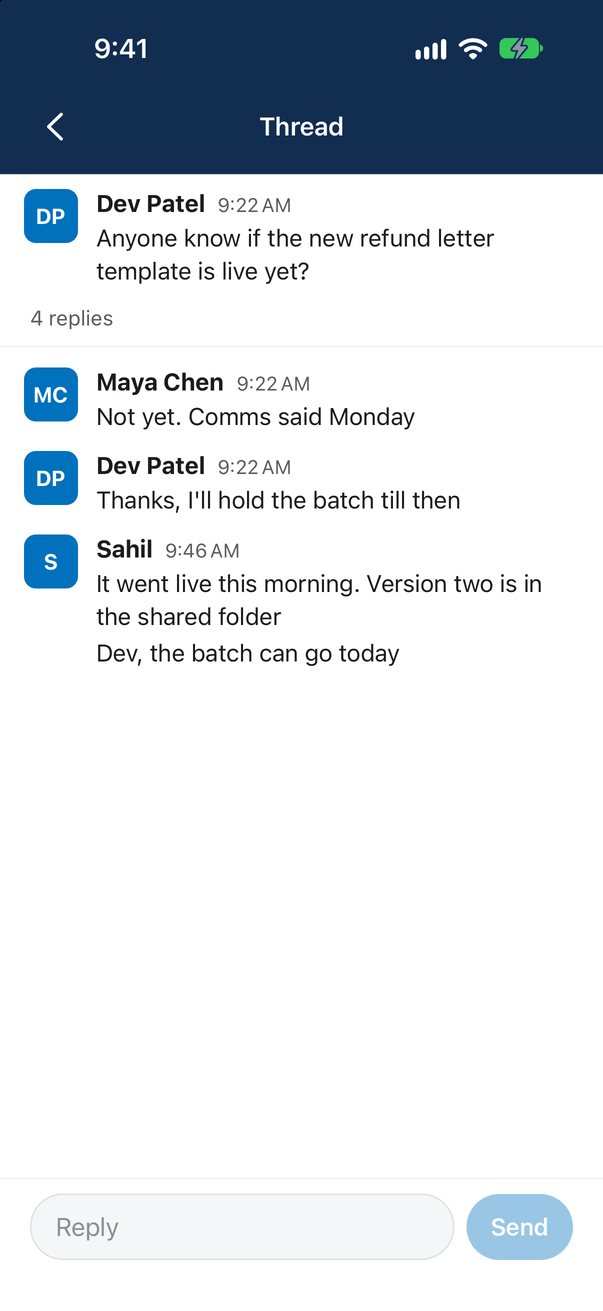 9:41
Thread
DP
Dev Patel 9:22 AM
Anyone know if the new refund letter
template is live yet?
4 replies
MC
Maya Chen 9:22 AM
Not yet. Comms said Monday
DP
Dev Patel 9:22 AM
Thanks, I'll hold the batch till then
S
Sahil 9:46 AM
It went live this morning. Version two is in
the shared folder
Dev, the batch can go today
Reply
Send